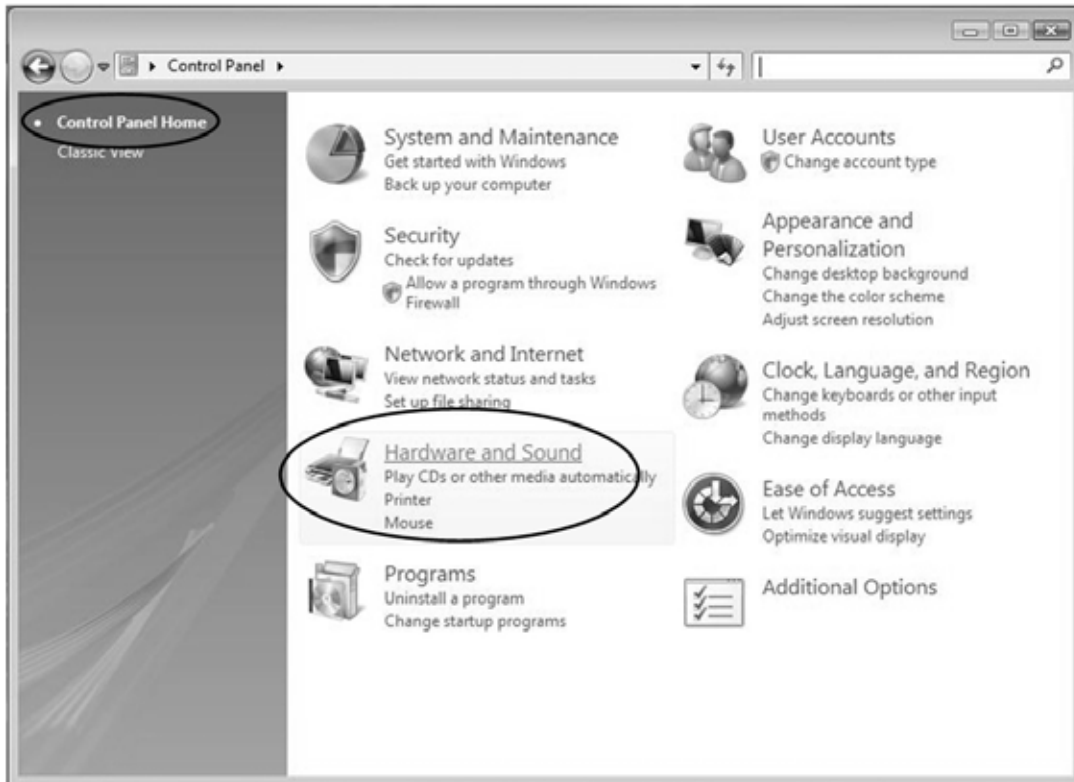 Control Panel
Control Panel Home
Classic View
System and Maintenance
Get started with Windows
Back up your computer
Security
Check for updates
Allow a program through Windows
Firewall
Network and Internet
View network status and tasks
Set up file sharing
Hardware and Sound
Play CDs or other media automatically
Printer
Mouse
Programs
Uninstall a program
Change startup programs
User Accounts
Change account type
Appearance and
Personalization
Change desktop background
Change the color scheme
Adjust screen resolution
Clock, Language, and Region
Change keyboards or other input
methods
Change display language
Ease of Access
Let Windows suggest settings
Optimize visual display
Additional Options